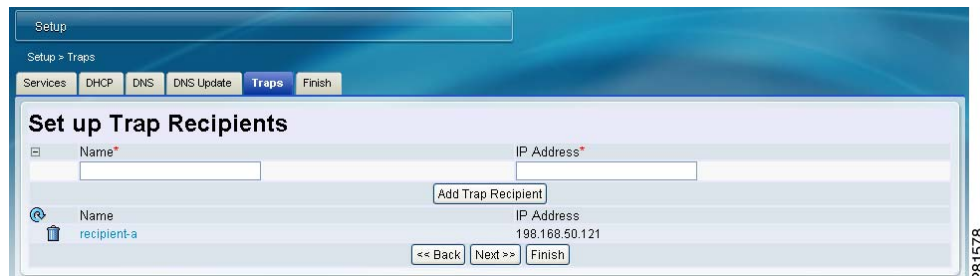 Setup
Setup > Traps
Services DHCP DNS DNS Update Traps Finish
Set up Trap Recipients
Name* IP Address*
Add Trap Recipient
Name IP Address
recipient-a 198.168.50.121
<< Back Next >> Finish